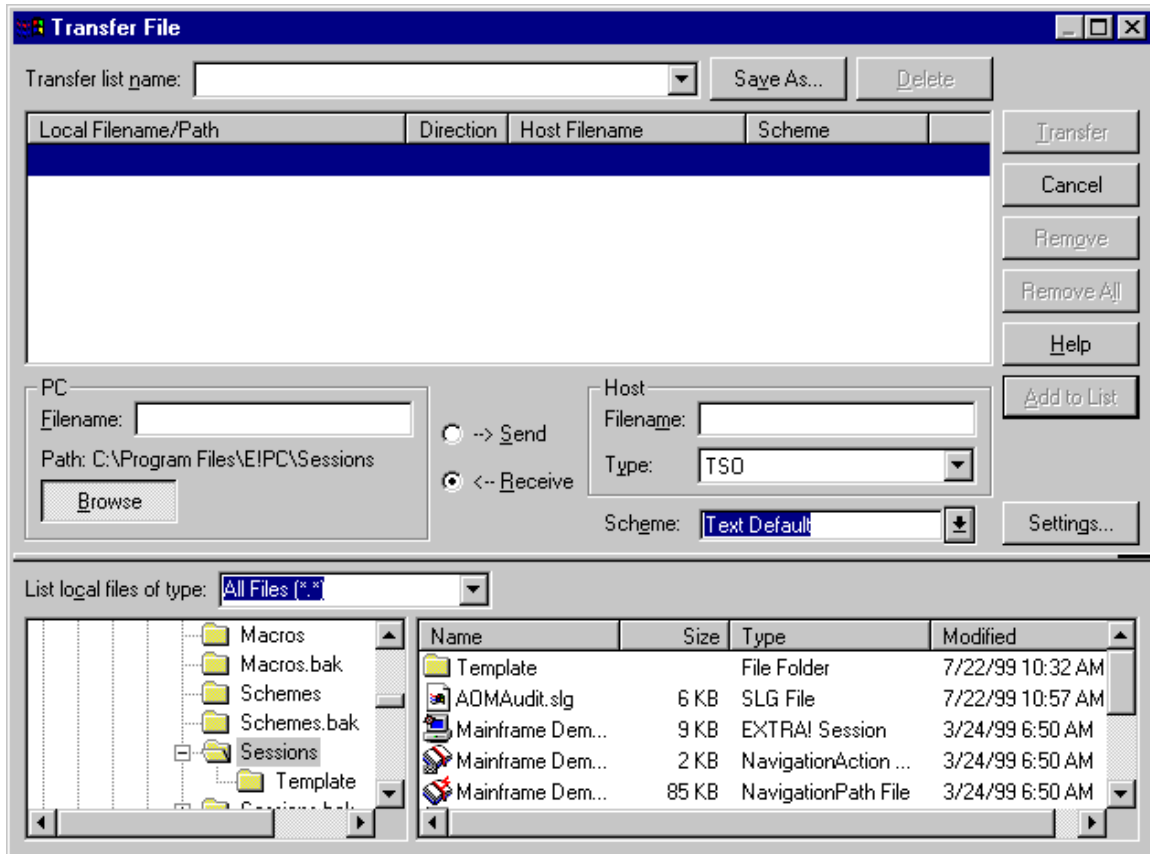 Transfer File
Transfer list name:
Save As...
Delete
Local Filename/Path Direction Host Filename Scheme
Transfer
Cancel
Remove
Remove All
Help
Add to List
PC
Filename:
Path: C:\Program Files\E!PC\Sessions
Browse
--> Send
<-- Receive
Host
Filename:
Type: TSO
Scheme: Text Default
Settings...
List local files of type: All Files (*.*)
Macros
Macros.bak
Schemes
Schemes.bak
Sessions
Template
Sessions.bak
Name Size Type Modified
Template File Folder 7/22/99 10:32 AM
AOMAudit.slg 6 KB SLG File 7/22/99 10:57 AM
Mainframe Dem... 9 KB EXTRA! Session 3/24/99 6:50 AM
Mainframe Dem... 2 KB NavigationAction ... 3/24/99 6:50 AM
Mainframe Dem... 85 KB NavigationPath File 3/24/99 6:50 AM